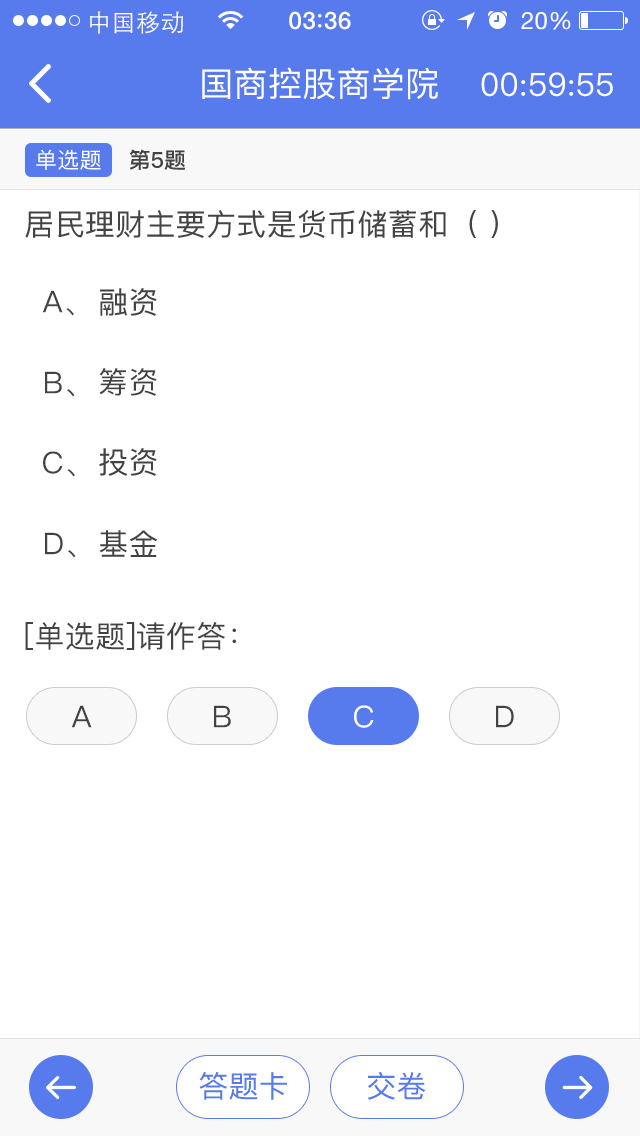 中国移动 03:36 20%
国商控股商学院 00:59:55
单选题 第5题
居民理财主要方式是货币储蓄和（ ）
A、融资
B、筹资
C、投资
D、基金
[单选题]请作答：
A B C D
答题卡 交卷